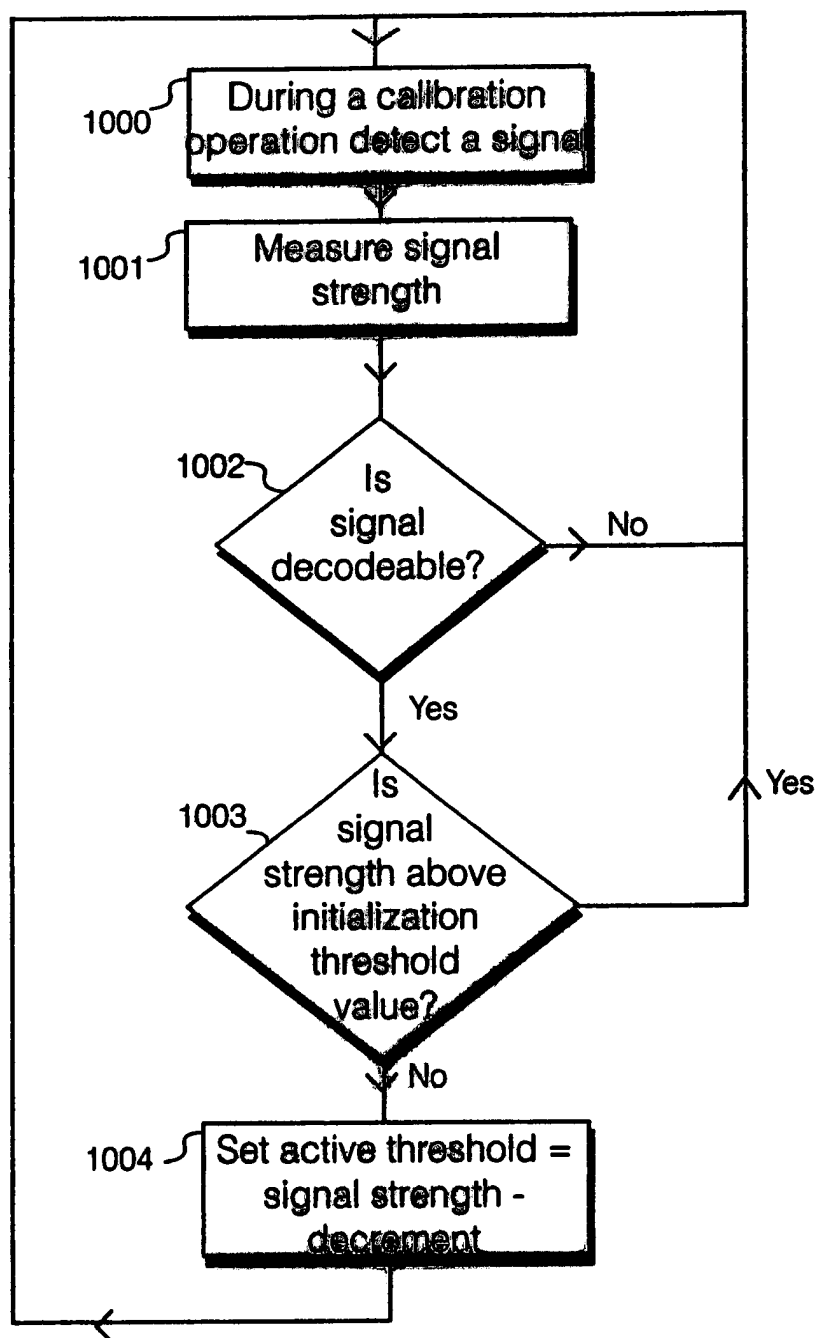 1000
During a calibration
operation detect a signal
1001
Measure signal
strength
1002
Is
signal
decodeable?
No
Yes
1003
Is
signal
strength above
initialization
threshold
value?
Yes
No
1004
Set active threshold =
signal strength -
decrement